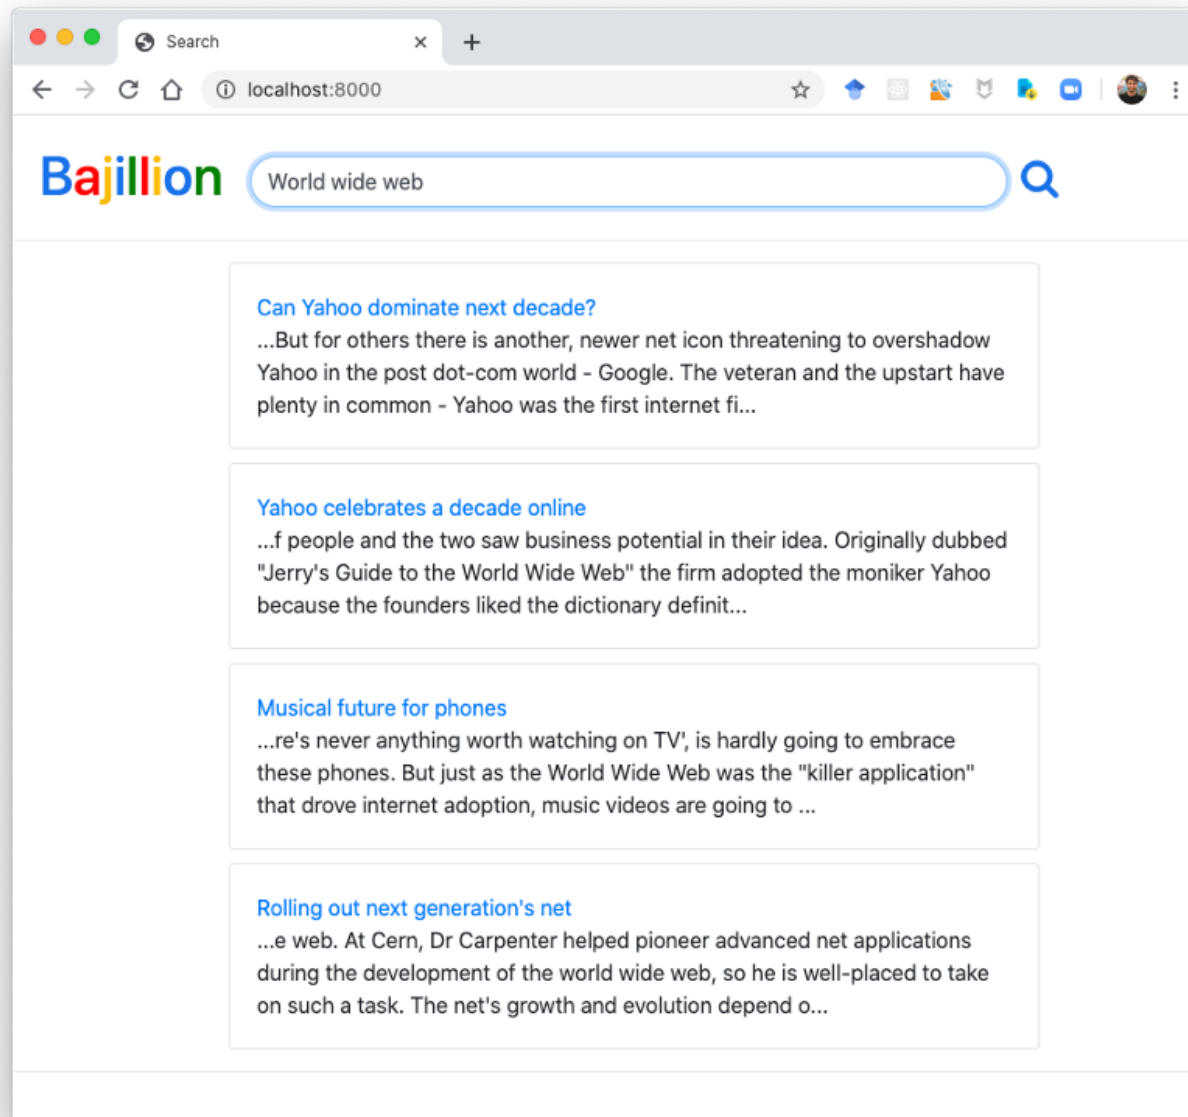 Search
localhost:8000
Bajillion
World wide web
Can Yahoo dominate next decade?
...But for others there is another, newer net icon threatening to overshadow
Yahoo in the post dot-com world - Google. The veteran and the upstart have
plenty in common - Yahoo was the first internet fi...
Yahoo celebrates a decade online
...f people and the two saw business potential in their idea. Originally dubbed
"Jerry's Guide to the World Wide Web" the firm adopted the moniker Yahoo
because the founders liked the dictionary definit...
Musical future for phones
...re's never anything worth watching on TV', is hardly going to embrace
these phones. But just as the World Wide Web was the "killer application"
that drove internet adoption, music videos are going to ...
Rolling out next generation's net
...e web. At Cern, Dr Carpenter helped pioneer advanced net applications
during the development of the world wide web, so he is well-placed to take
on such a task. The net's growth and evolution depend o...